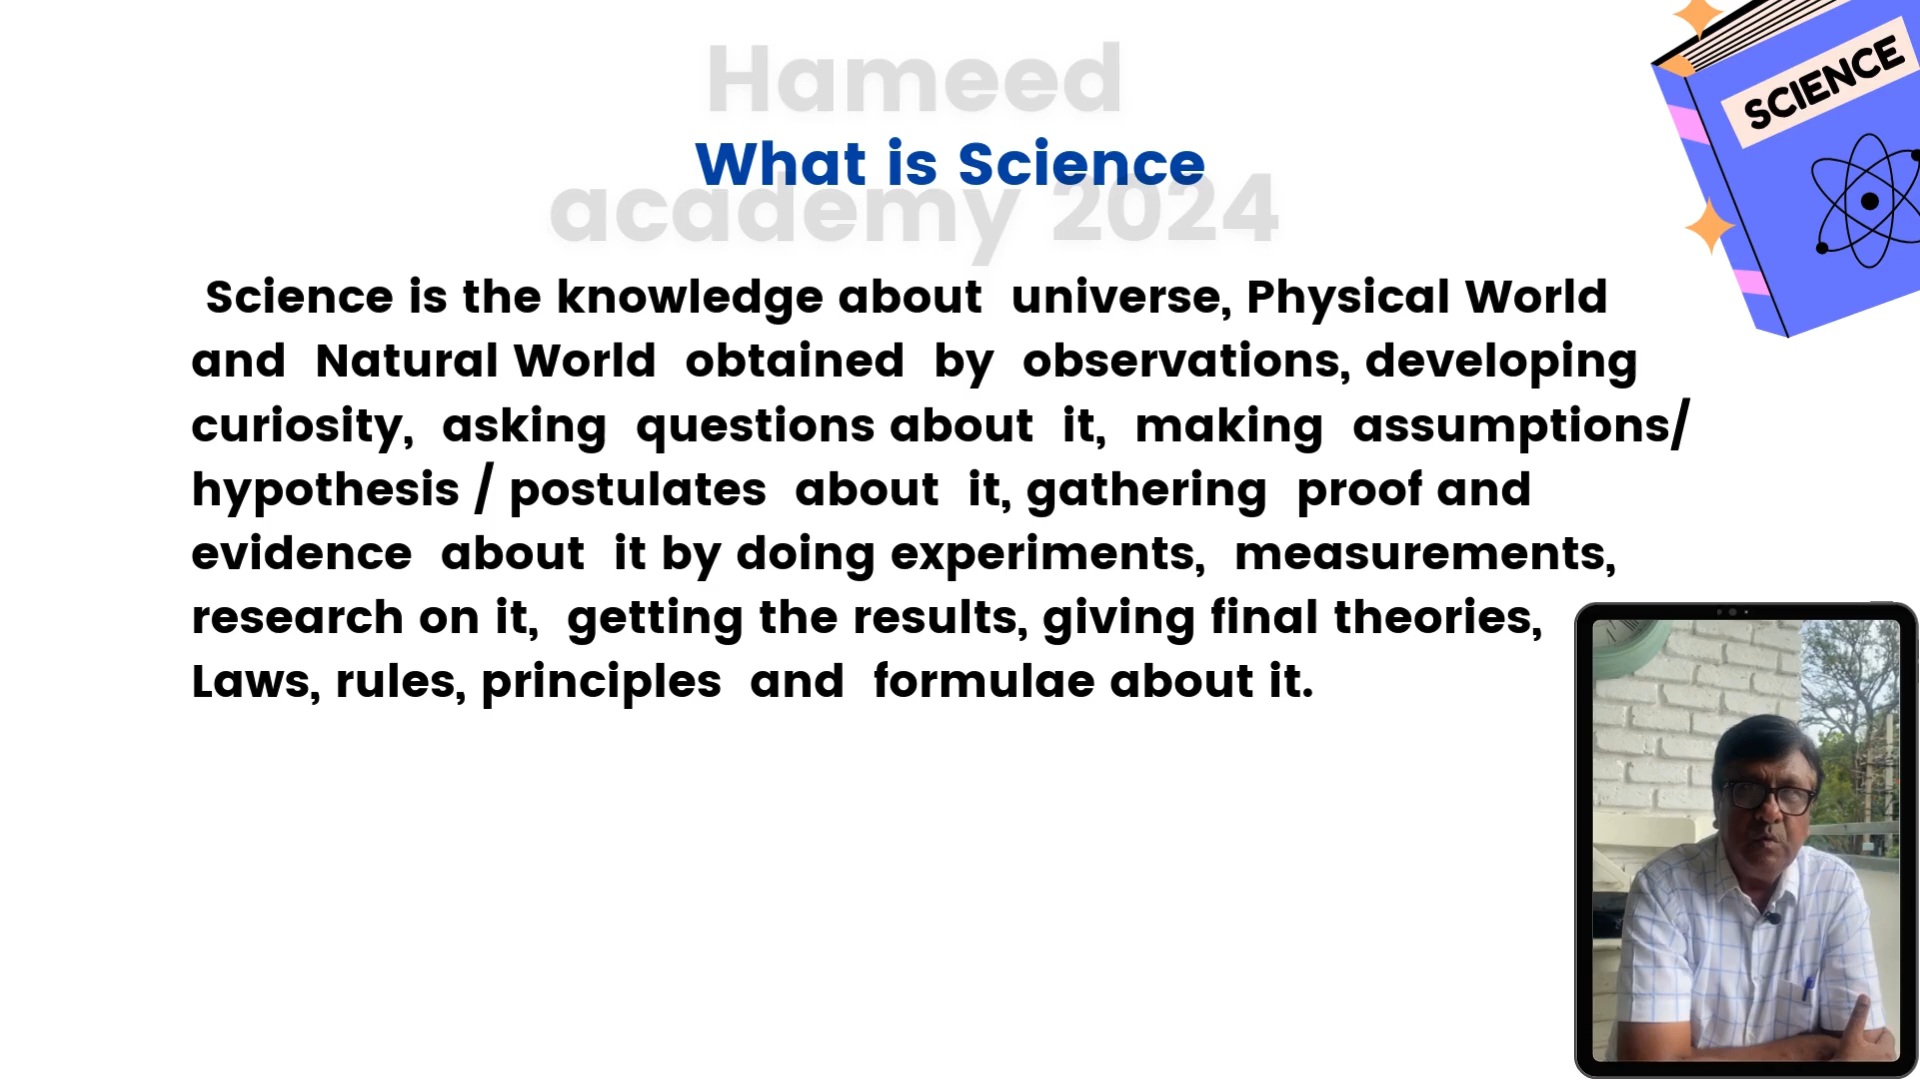 Hameed
What is Science
academy 2024
SCIENCE
Science is the knowledge about universe, Physical World
and Natural World obtained by observations, developing
curiosity, asking questions about it, making assumptions/
hypothesis / postulates about it, gathering proof and
evidence about it by doing experiments, measurements,
research on it, getting the results, giving final theories,
Laws, rules, principles and formulae about it.